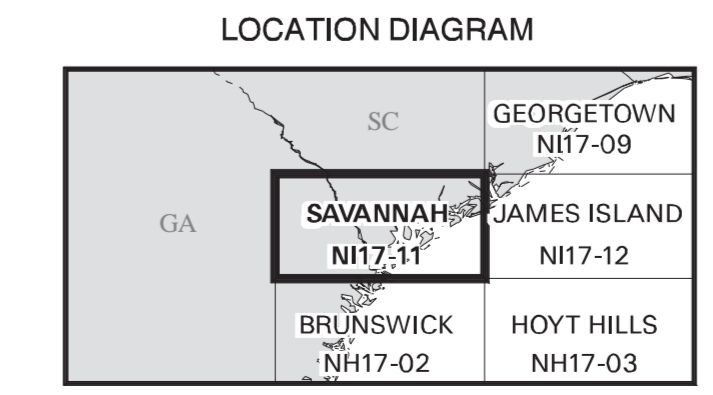 LOCATION DIAGRAM
SC
GEORGETOWN
NI17-09
GA
SAVANNAH
NI17-11
JAMES ISLAND
NI17-12
BRUNSWICK
NH17-02
HOYT HILLS
NH17-03